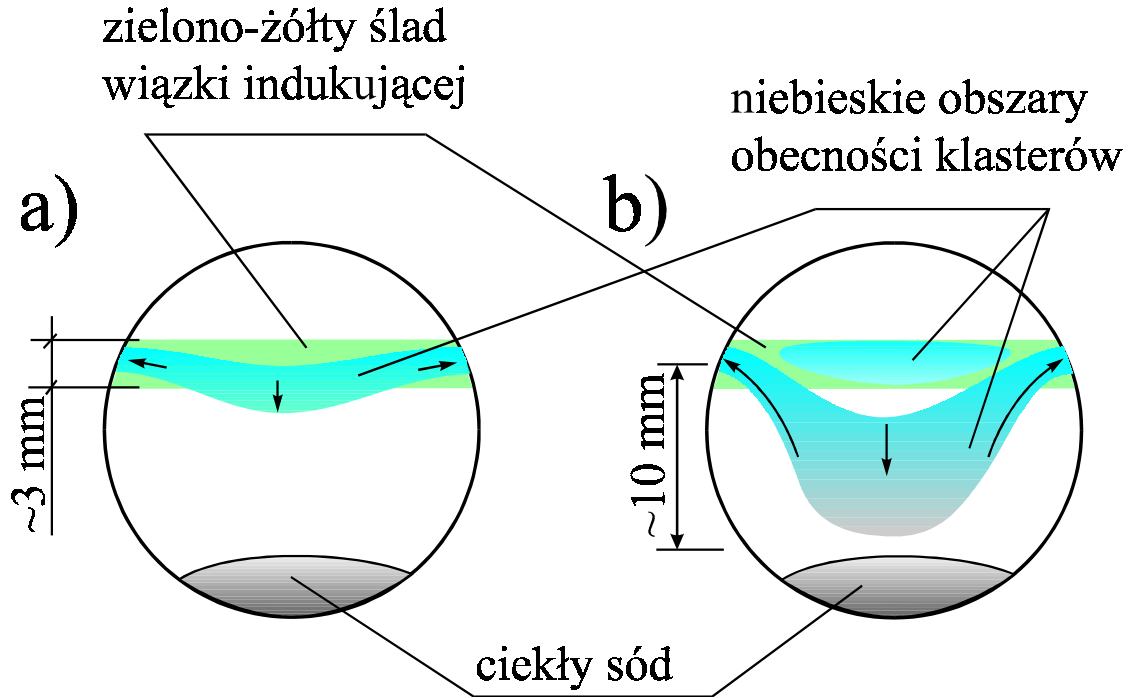 zielono-żółty ślad
wiązki indukującej
niebieskie obszary
obecności klasterów
a)
b)
~3 mm
~10 mm
ciekły sód